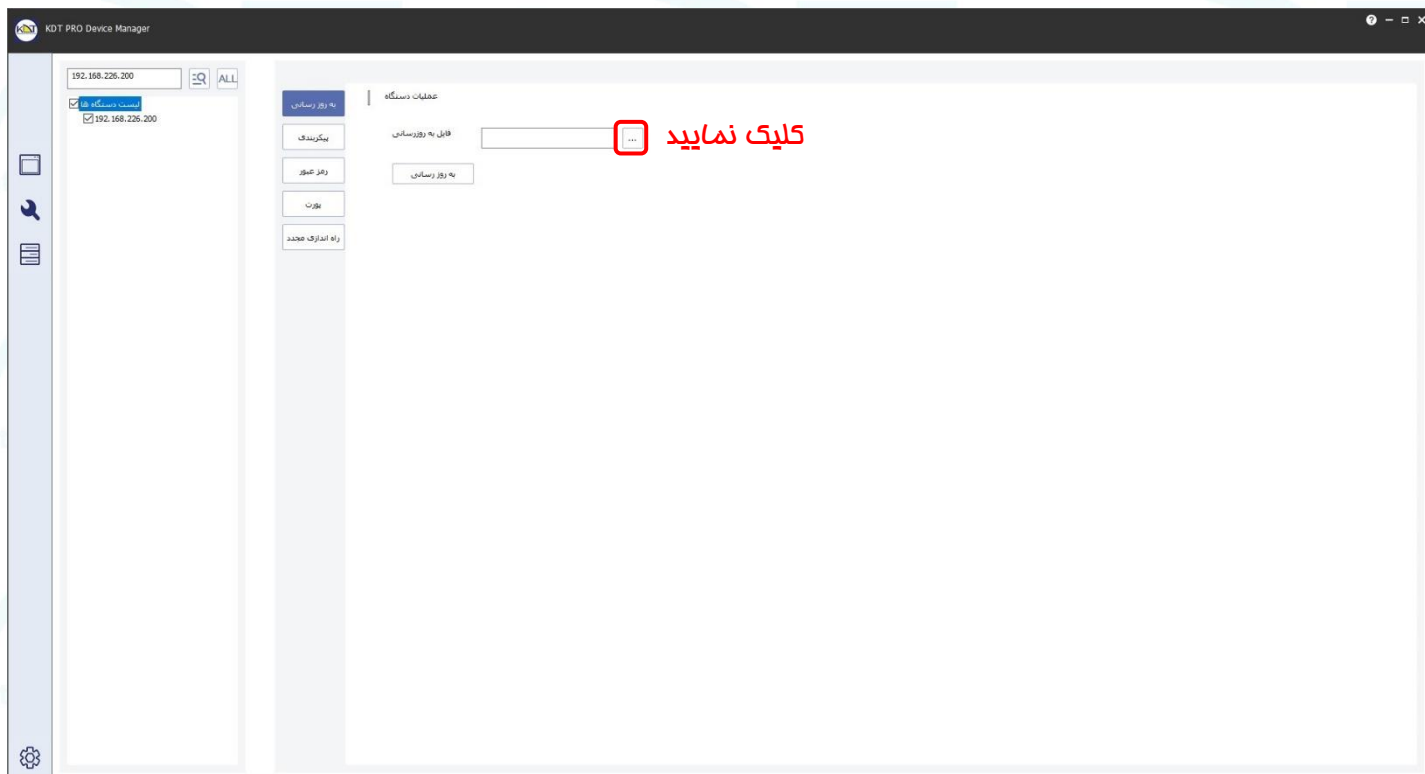 KDT KDT PRO Device Manager
192.168.226.200
ALL
لیست دستگاه ها
192.168.226.200
به روز رسانی
پیکربندی
رمز عبور
پورت
راه اندازی مجدد
عملیات دستگاه
فایل به روزرسانی
...
کلیک نمایید
به روز رسانی